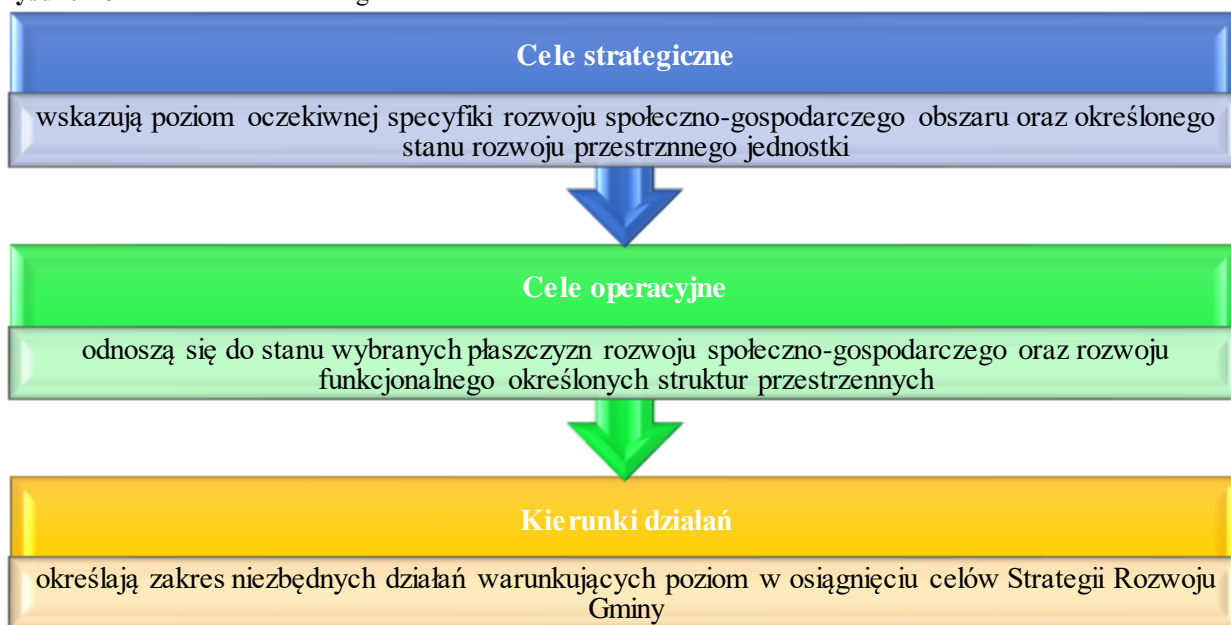 Cele strategiczne
wskazują poziom oczekiwnej specyfiki rozwoju społeczno-gospodarczego obszaru oraz określonego
stanu rozwoju przestrznnego jednostki
Cele operacyjne
odnoszą się do stanu wybranych płaszczyzn rozwoju społeczno-gospodarczego oraz rozwoju
funkcjonalnego określonych struktur przestrzennych
Kierunki działań
określają zakres niezbędnych działań warunkujących poziom w osiągnięciu celów Strategii Rozwoju
Gminy